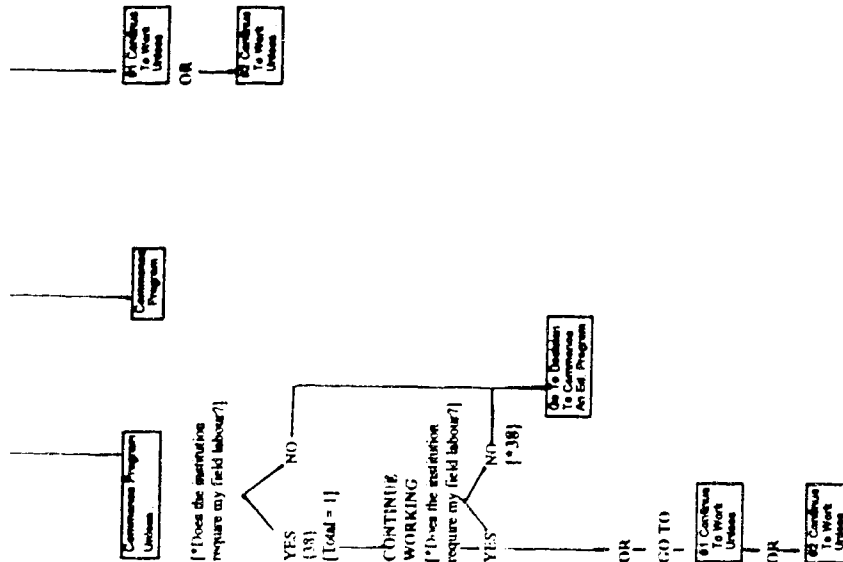 #1 Continue
To Work
Unless
OR
#2 Continue
To Work
Unless
Commence
Program
Commence Program
Unless
[*Does the institution
require my field labour?]
YES
{38}
[Total = 1]
NO
CONTINUE
WORKING
[*Does the institution
require my field labour?]
YES
NO
{*38}
Go To Decision
To Commence
An Ed. Program
OR
GO TO
#1 Continue
To Work
Unless
OR
#2 Continue
To Work
Unless